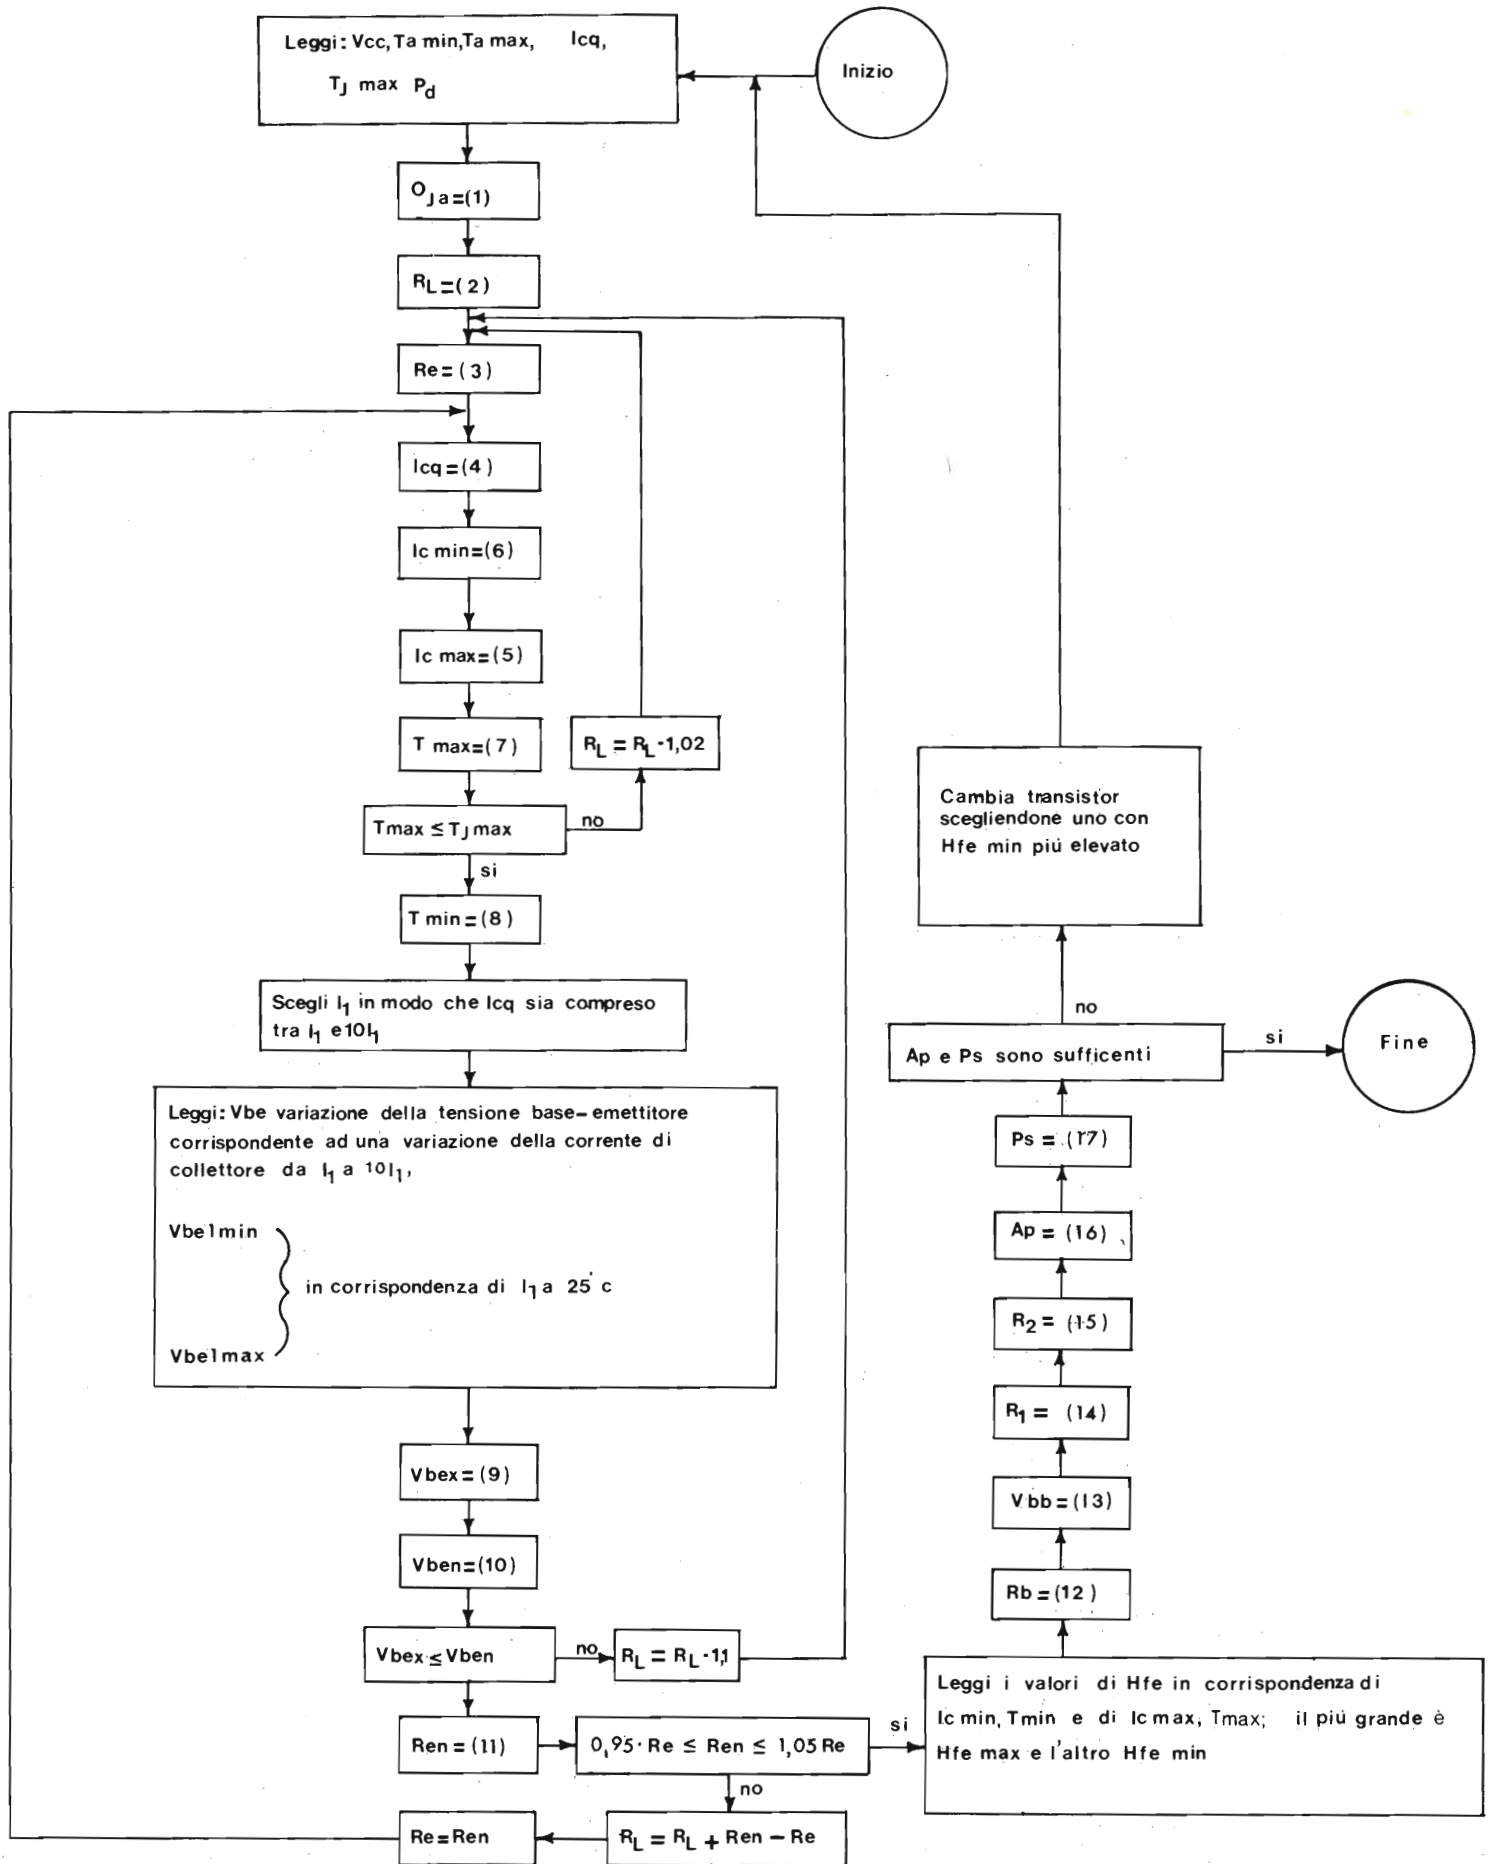 Leggi: Vcc, Ta min, Ta max, Icq,
TJ max Pd
Inizio
OJa=(1)
RL=(2)
Re=(3)
Icq=(4)
Ic min=(6)
Ic max=(5)
T max=(7)
RL = RL·1,02
Tmax ≤ TJ max
no
si
T min=(8)
Scegli I1 in modo che Icq sia compreso
tra I1 e 10I1
Leggi: Vbe variazione della tensione base-emettitore
corrispondente ad una variazione della corrente di
collettore da I1 a 10I1,
Vbe1min
in corrispondenza di I1 a 25° c
Vbe1max
Vbex=(9)
Vben=(10)
Vbex ≤ Vben
no
RL = RL·1,1
Ren=(11)
0,95·Re ≤ Ren ≤ 1,05 Re
si
no
RL = RL + Ren - Re
Re=Ren
Leggi i valori di Hfe in corrispondenza di
Ic min, Tmin e di Ic max, Tmax; il piú grande è
Hfe max e l'altro Hfe min
Rb=(12)
Vbb=(13)
R1 = (14)
R2 = (15)
Ap = (16)
Ps = (17)
Ap e Ps sono sufficenti
si
Fine
no
Cambia transistor
scegliendone uno con
Hfe min piú elevato